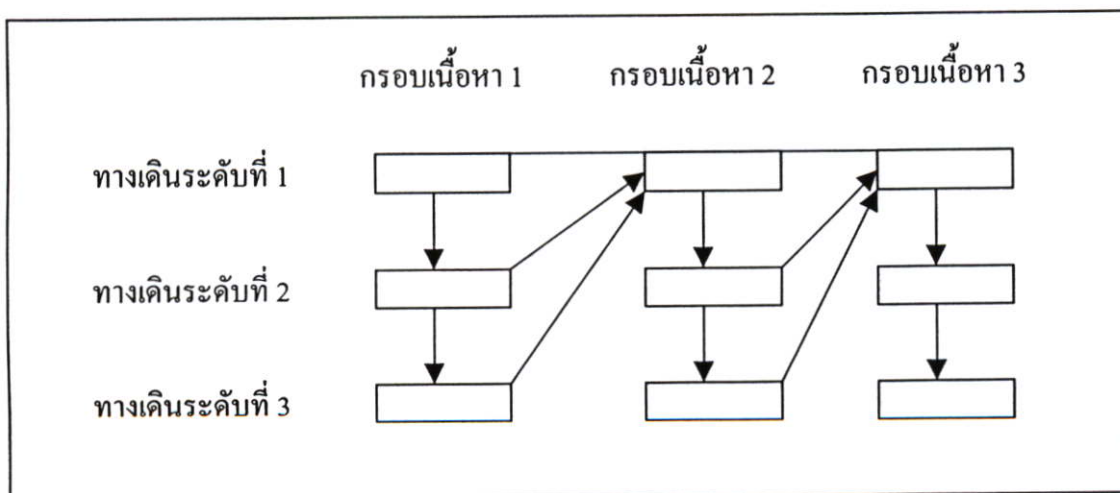 กรอบเนื้อหา 1 กรอบเนื้อหา 2 กรอบเนื้อหา 3
ทางเดินระดับที่ 1
ทางเดินระดับที่ 2
ทางเดินระดับที่ 3